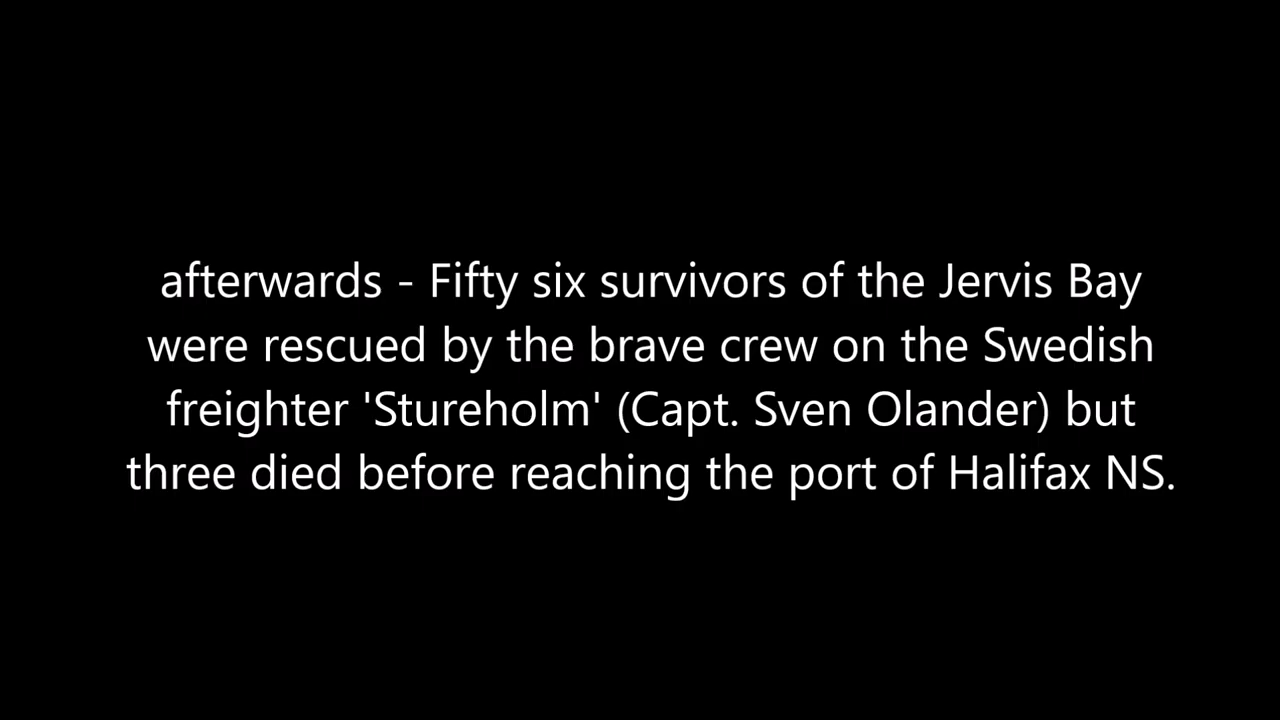 afterwards - Fifty six survivors of the Jervis Bay
were rescued by the brave crew on the Swedish
freighter 'Stureholm' (Capt. Sven Olander) but
three died before reaching the port of Halifax NS.